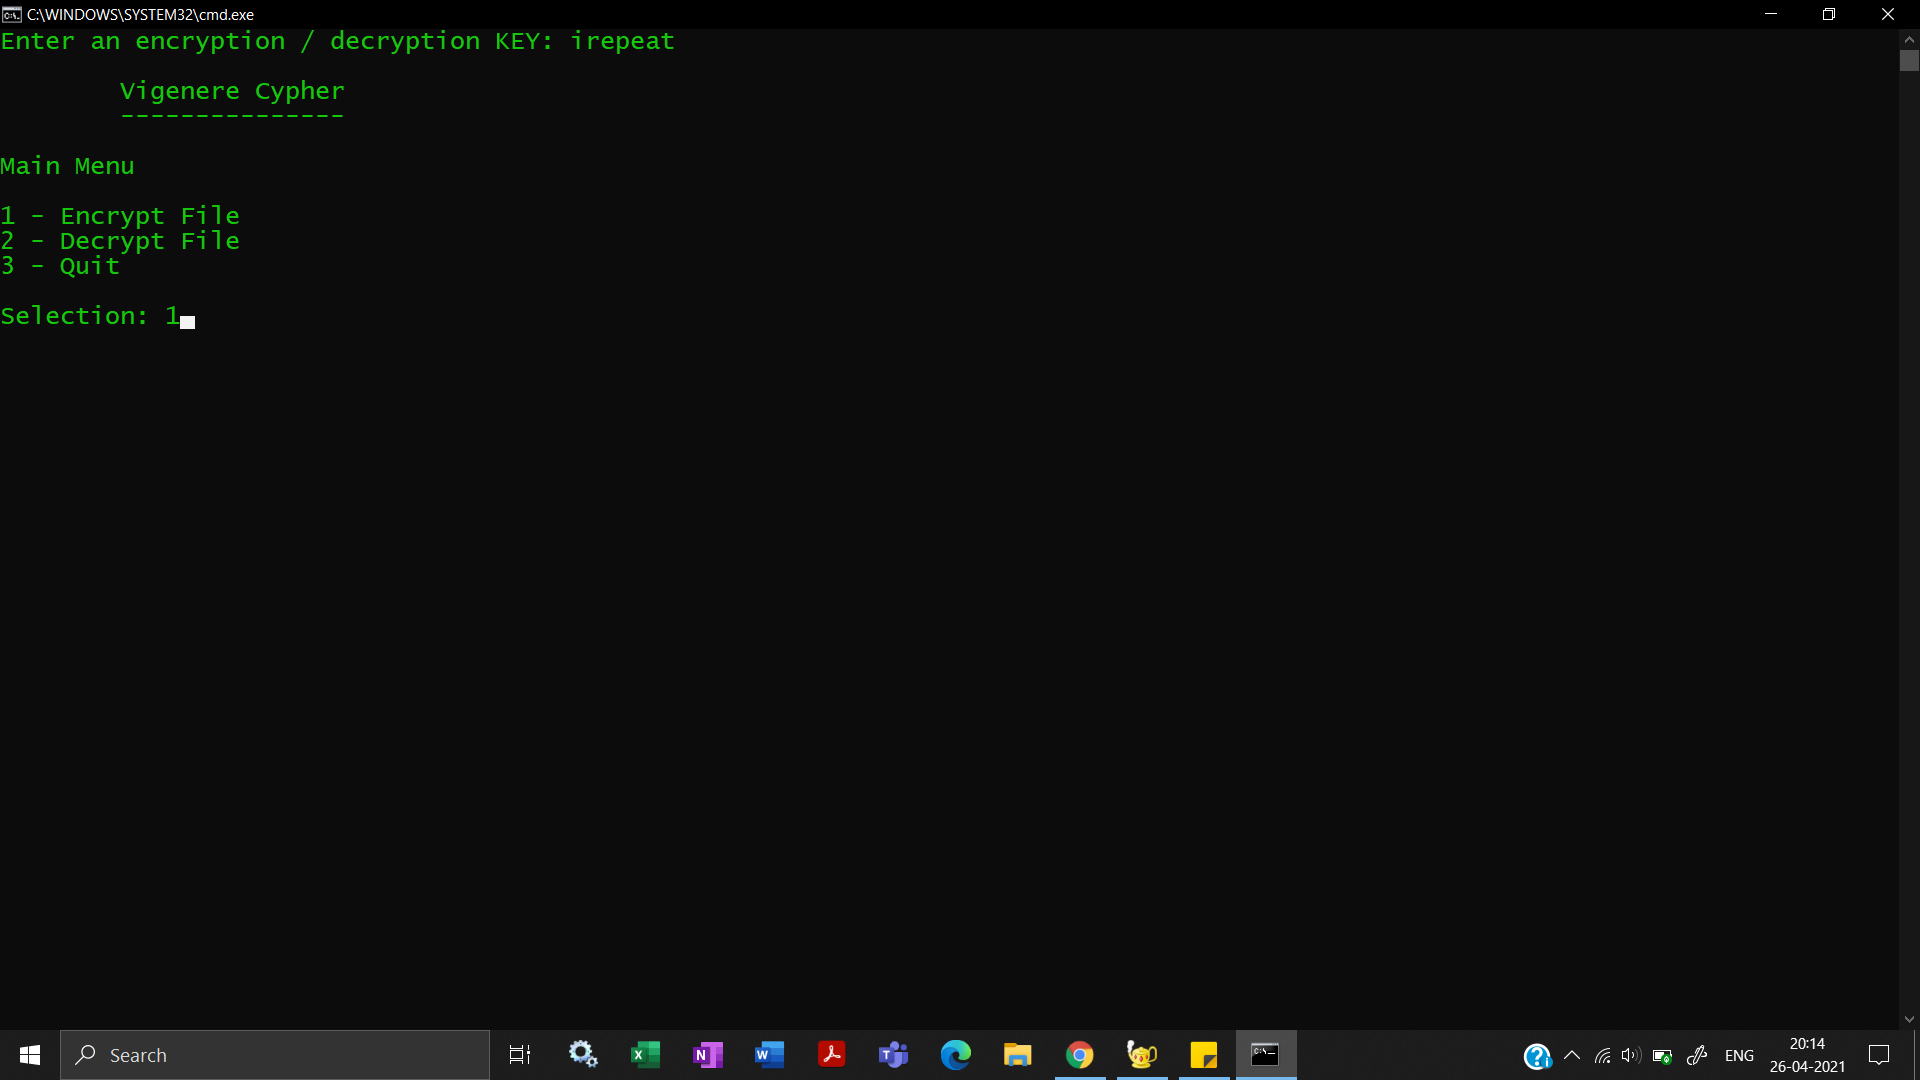 C:\WINDOWS\SYSTEM32\cmd.exe
Enter an encryption / decryption KEY: irepeat
Vigenere Cypher
---------------
Main Menu
1 - Encrypt File
2 - Decrypt File
3 - Quit
Selection: 1
Search
ENG
20:14
26-04-2021